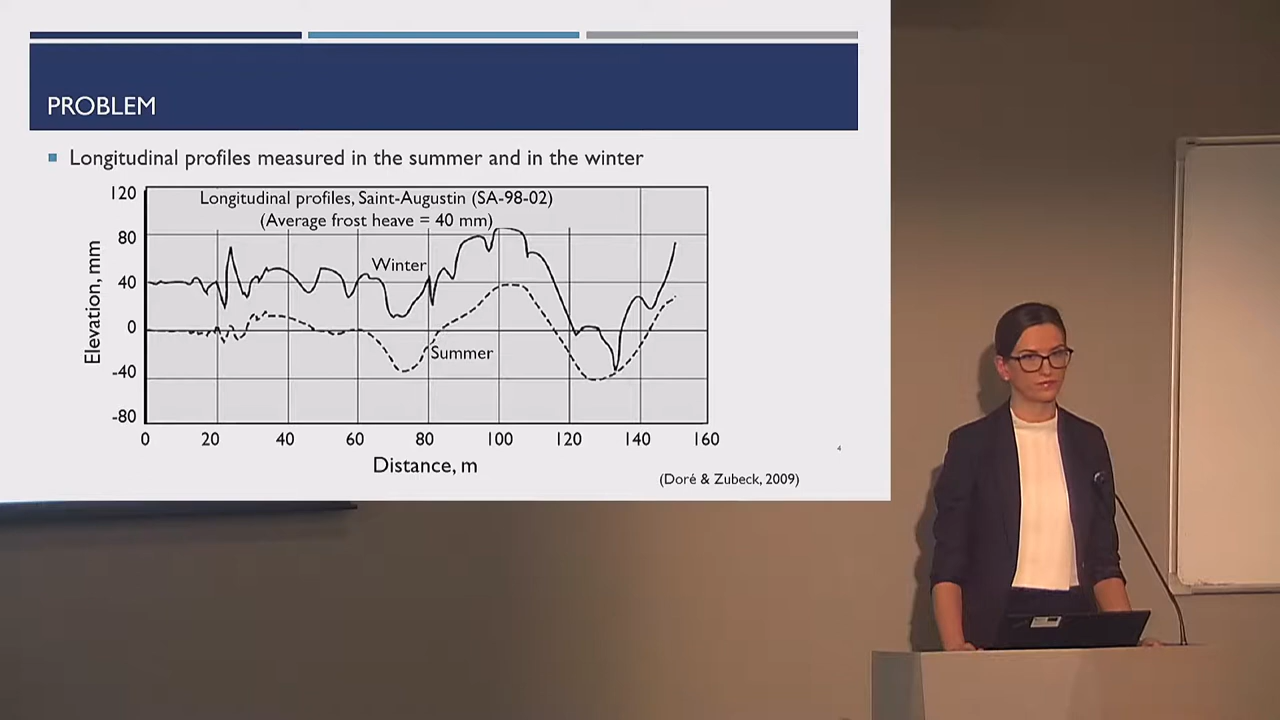 PROBLEM
Longitudinal profiles measured in the summer and in the winter
Longitudinal profiles, Saint-Augustin (SA-98-02)
(Average frost heave = 40 mm)
Winter
Summer
Elevation, mm
120
80
40
0
-40
-80
0 20 40 60 80 100 120 140 160
Distance, m
4
(Doré & Zubeck, 2009)